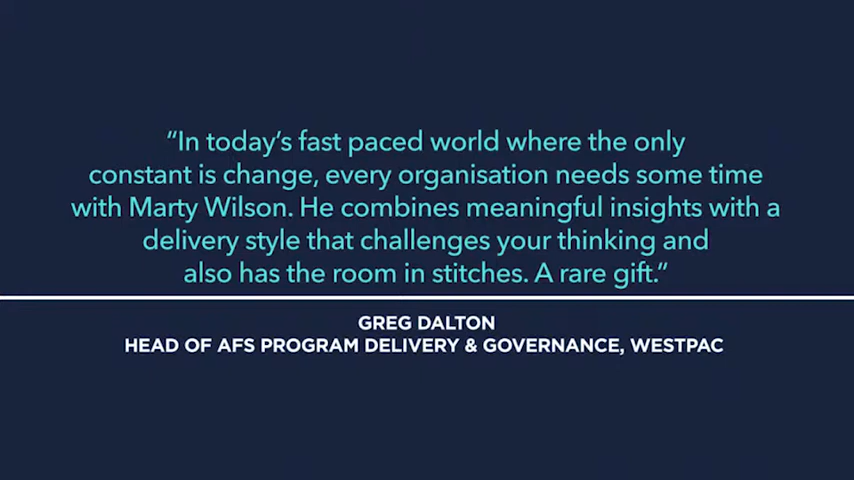 “In today’s fast paced world where the only
constant is change, every organisation needs some time
with Marty Wilson. He combines meaningful insights with a
delivery style that challenges your thinking and
also has the room in stitches. A rare gift.“
GREG DALTON
HEAD OF AFS PROGRAM DELIVERY & GOVERNANCE, WESTPAC